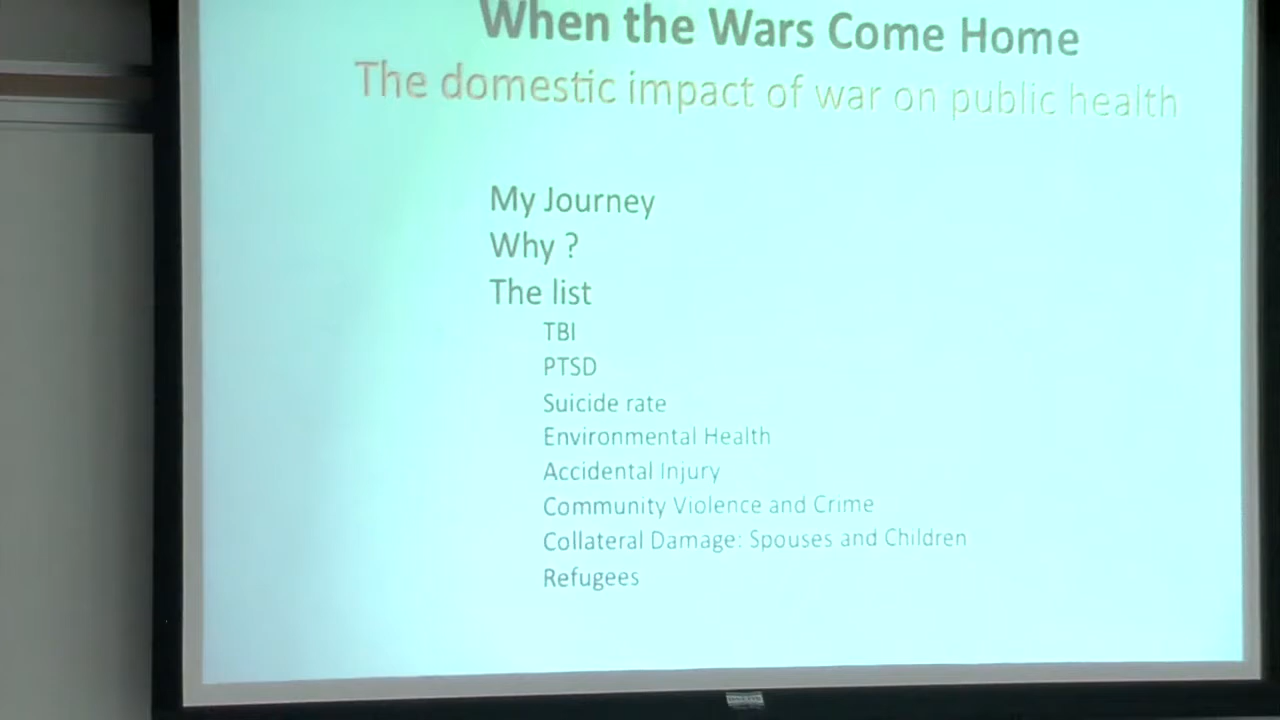 When the Wars Come Home
The domestic impact of war on public health
My Journey
Why ?
The list
TBI
PTSD
Suicide rate
Environmental Health
Accidental Injury
Community Violence and Crime
Collateral Damage: Spouses and Children
Refugees